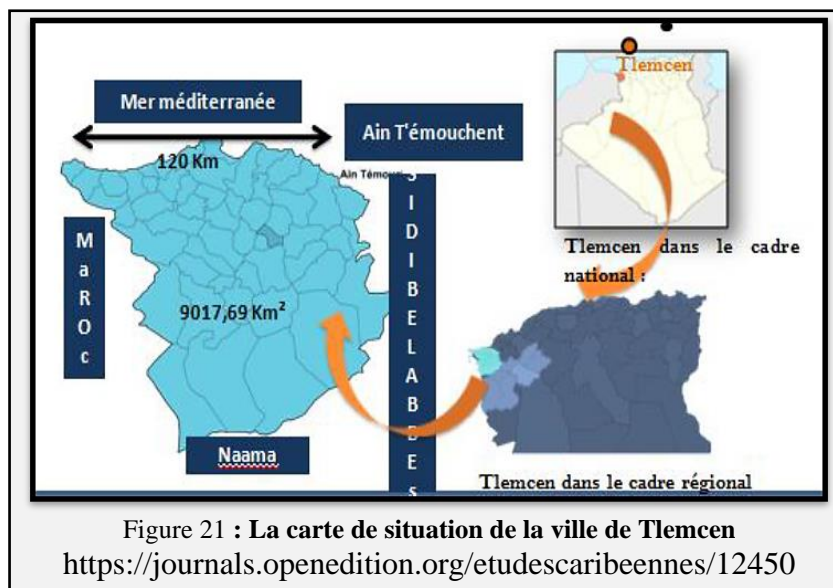 Mer méditerranée
Ain T'émouchent
120 Km
Ain Témou
MaROc
9017,69 Km²
SIDIBELABBEs
Naama
Tlemcen
Tlemcen dans le cadre
national :
Tlemcen dans le cadre régional
Figure 21 : La carte de situation de la ville de Tlemcen
https://journals.openedition.org/etudescaribeennes/12450